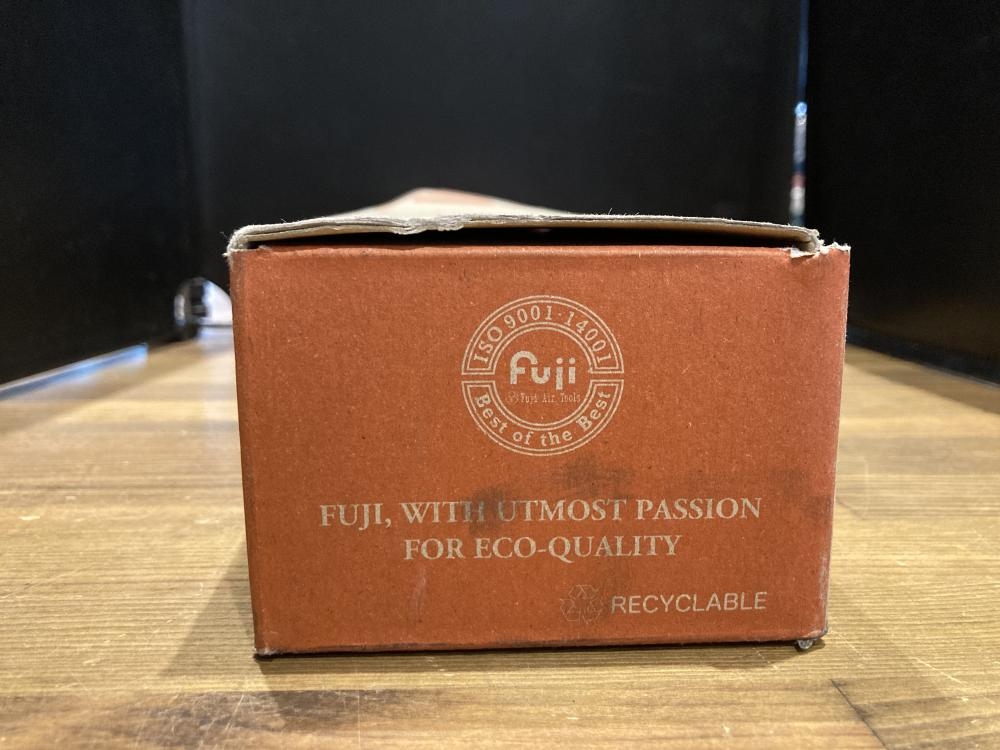 ISO 9001·14001
Fuji
Fuji Air Tools
Best of the Best
FUJI, WITH UTMOST PASSION
FOR ECO-QUALITY
RECYCLABLE